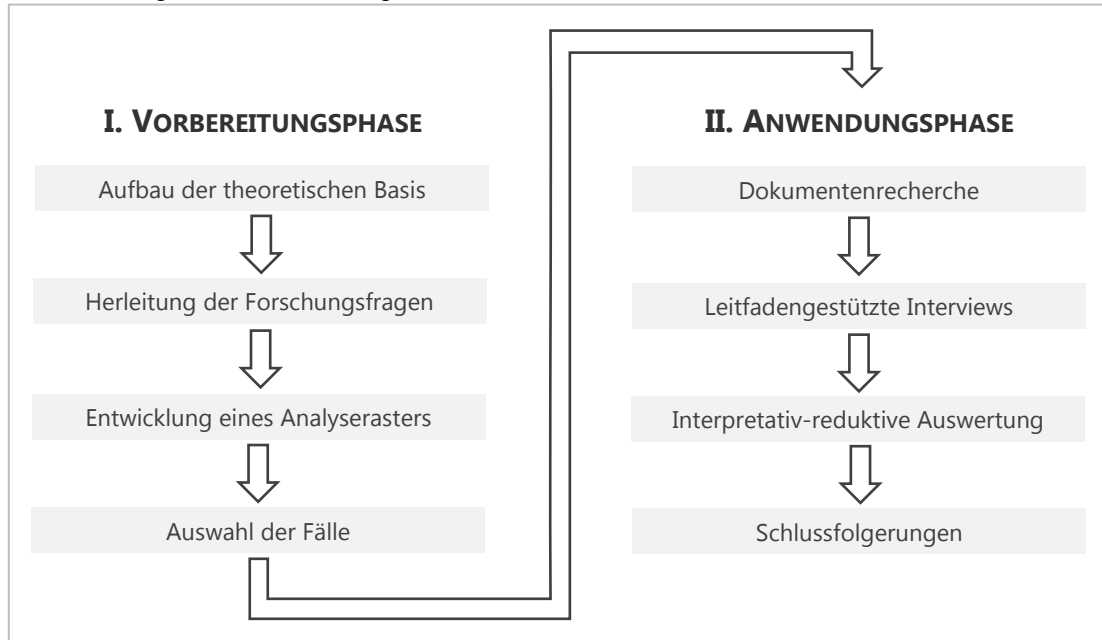 I. VORBEREITUNGSPHASE
Aufbau der theoretischen Basis
Herleitung der Forschungsfragen
Entwicklung eines Analyserasters
Auswahl der Fälle
II. ANWENDUNGSPHASE
Dokumentenrecherche
Leitfadengestützte Interviews
Interpretativ-reduktive Auswertung
Schlussfolgerungen